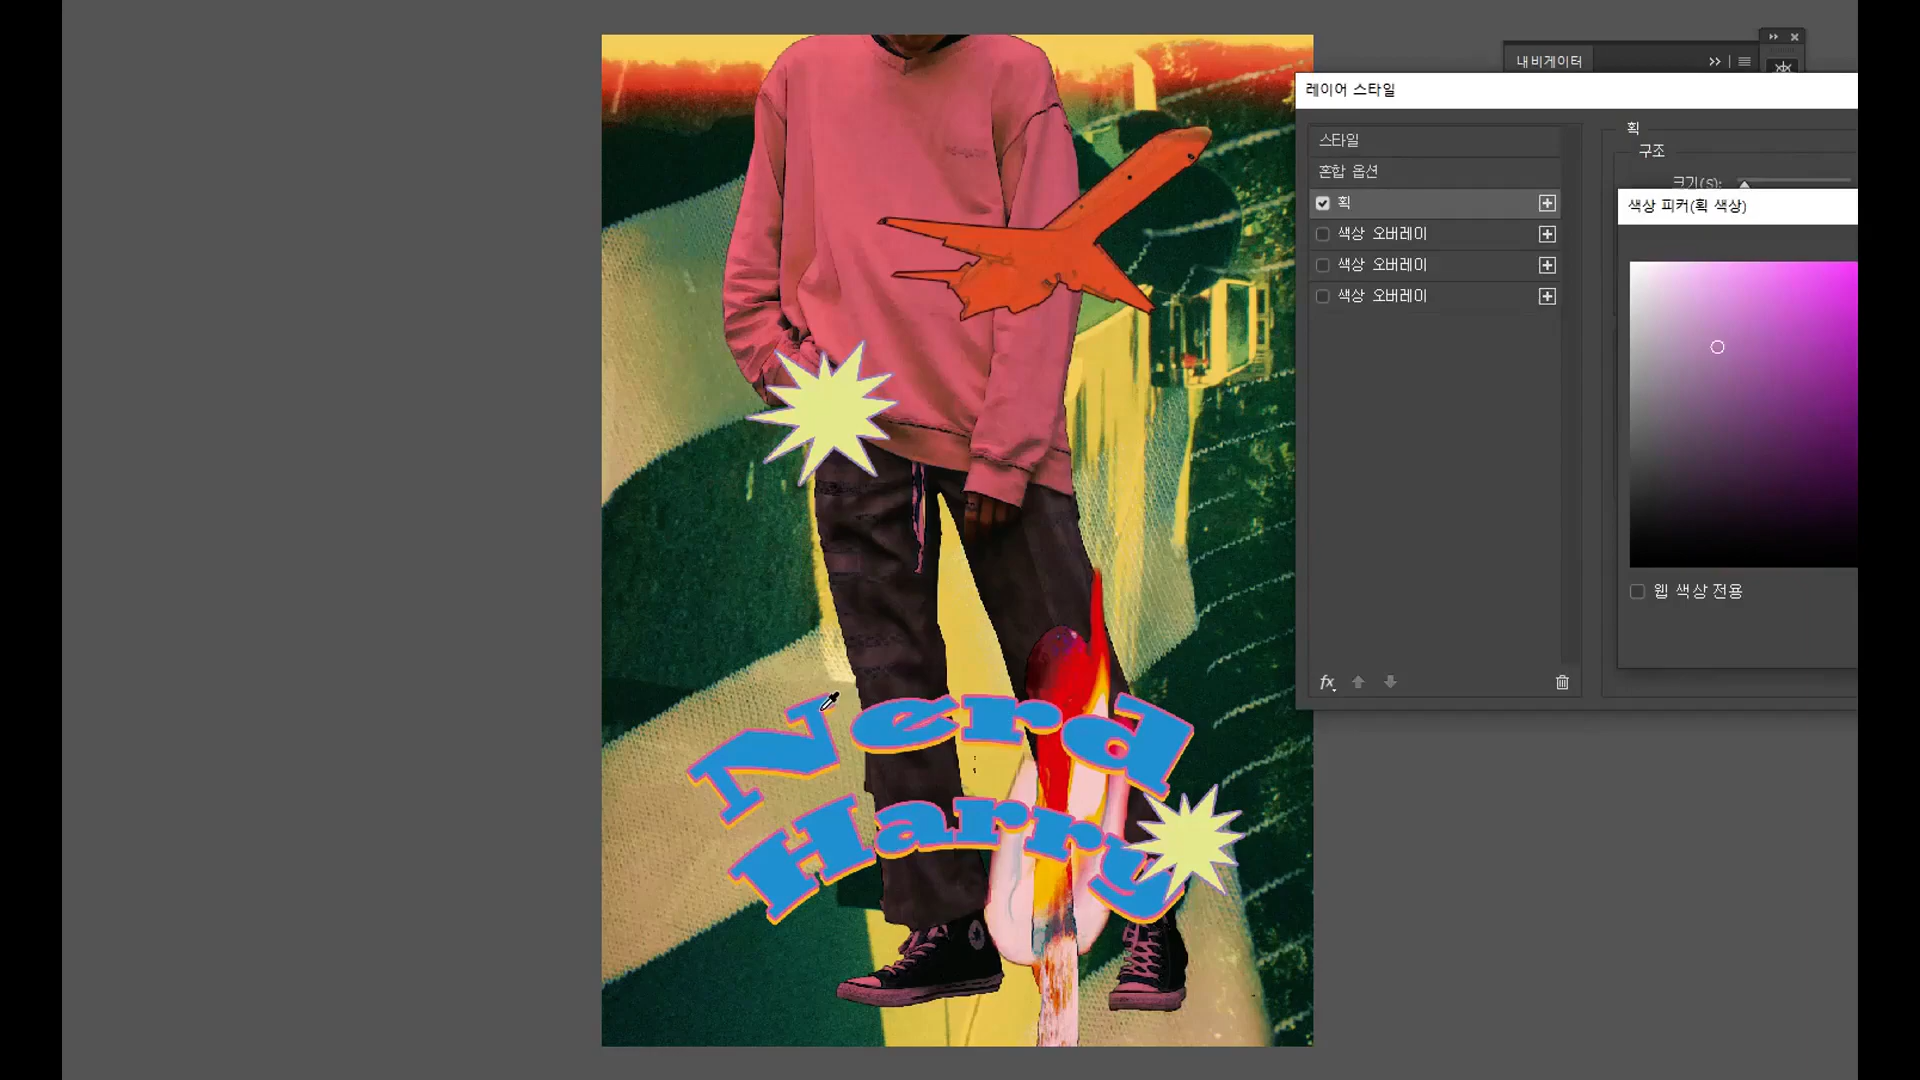 내비게이터
레이어 스타일
스타일
혼합 옵션
획
색상 오버레이
색상 오버레이
색상 오버레이
fx
획
구조
크기(S):
색상 피커(획 색상)
웹 색상 전용
Nerd
Harry